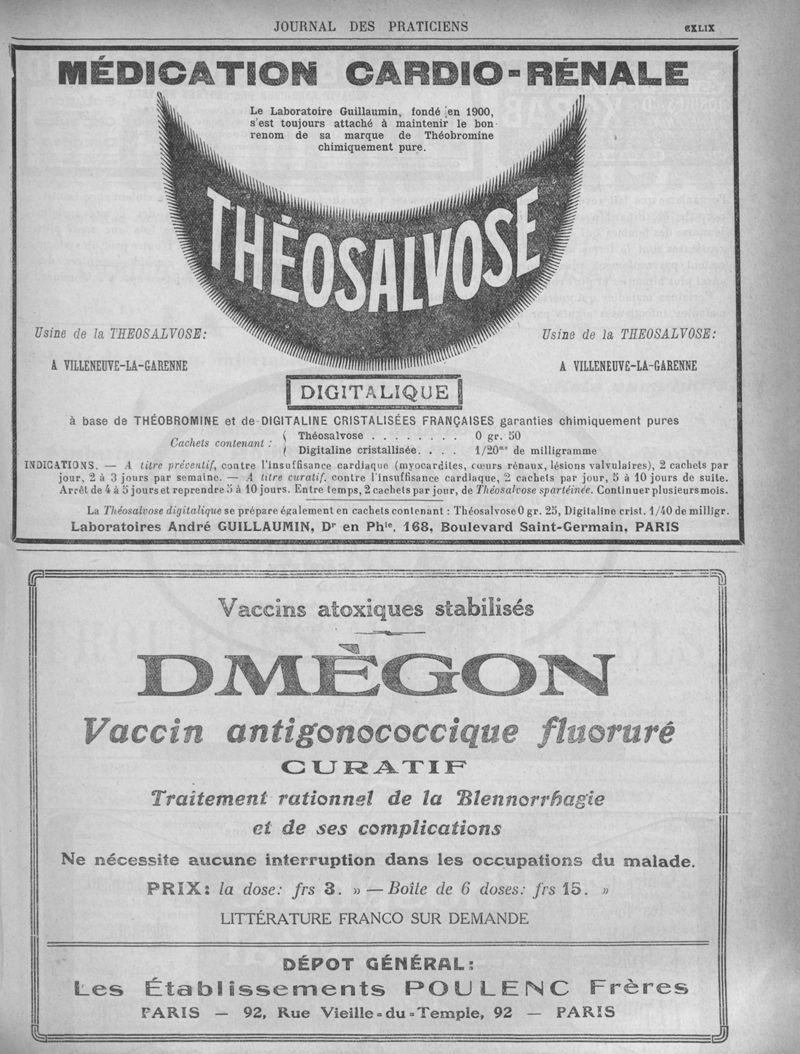 JOURNAL DES PRATICIENS CXLIX
MÉDICATION CARDIO-RÉNALE
Le Laboratoire Guillaumin, fondé en 1900,
s'est toujours attaché à maintenir le bon
renom de sa marque de Théobromine
chimiquement pure.
THÉOSALVOSE
Usine de la THEOSALVOSE:
A VILLENEUVE-LA-GARENNE
Usine de la THEOSALVOSE:
A VILLENEUVE-LA-GARENNE
DIGITALIQUE
à base de THÉOBROMINE et de DIGITALINE CRISTALISÉES FRANÇAISES garanties chimiquement pures
Cachets contenant :
Théosalvose . . . . . . . . 0 gr. 50
Digitaline cristallisée. . . . 1/20me de milligramme
INDICATIONS. — A titre préventif, contre l'insuffisance cardiaque (myocardites, cœurs rénaux, lésions valvulaires), 2 cachets par
jour, 2 à 3 jours par semaine. — A titre curatif, contre l'insuffisance cardiaque, 2 cachets par jour, 5 à 10 jours de suite.
Arrêt de 4 à 5 jours et reprendre 5 à 10 jours. Entre temps, 2 cachets par jour, de Théosalvose spartéinée. Continuer plusieurs mois.
La Théosalvose digitalique se prépare également en cachets contenant : Théosalvose 0 gr. 25, Digitaline crist. 1/40 de milligr.
Laboratoires André GUILLAUMIN, Dr en Phie, 168, Boulevard Saint-Germain, PARIS
Vaccins atoxiques stabilisés
DMÈGON
Vaccin antigonococcique fluoruré
CURATIF
Traitement rationnel de la Blennorrhagie
et de ses complications
Ne nécessite aucune interruption dans les occupations du malade.
PRIX: la dose: frs 3. » — Boîte de 6 doses: frs 15. »
LITTÉRATURE FRANCO SUR DEMANDE
DÉPOT GÉNÉRAL:
Les Établissements POULENC Frères
PARIS — 92, Rue Vieille-du-Temple, 92 — PARIS